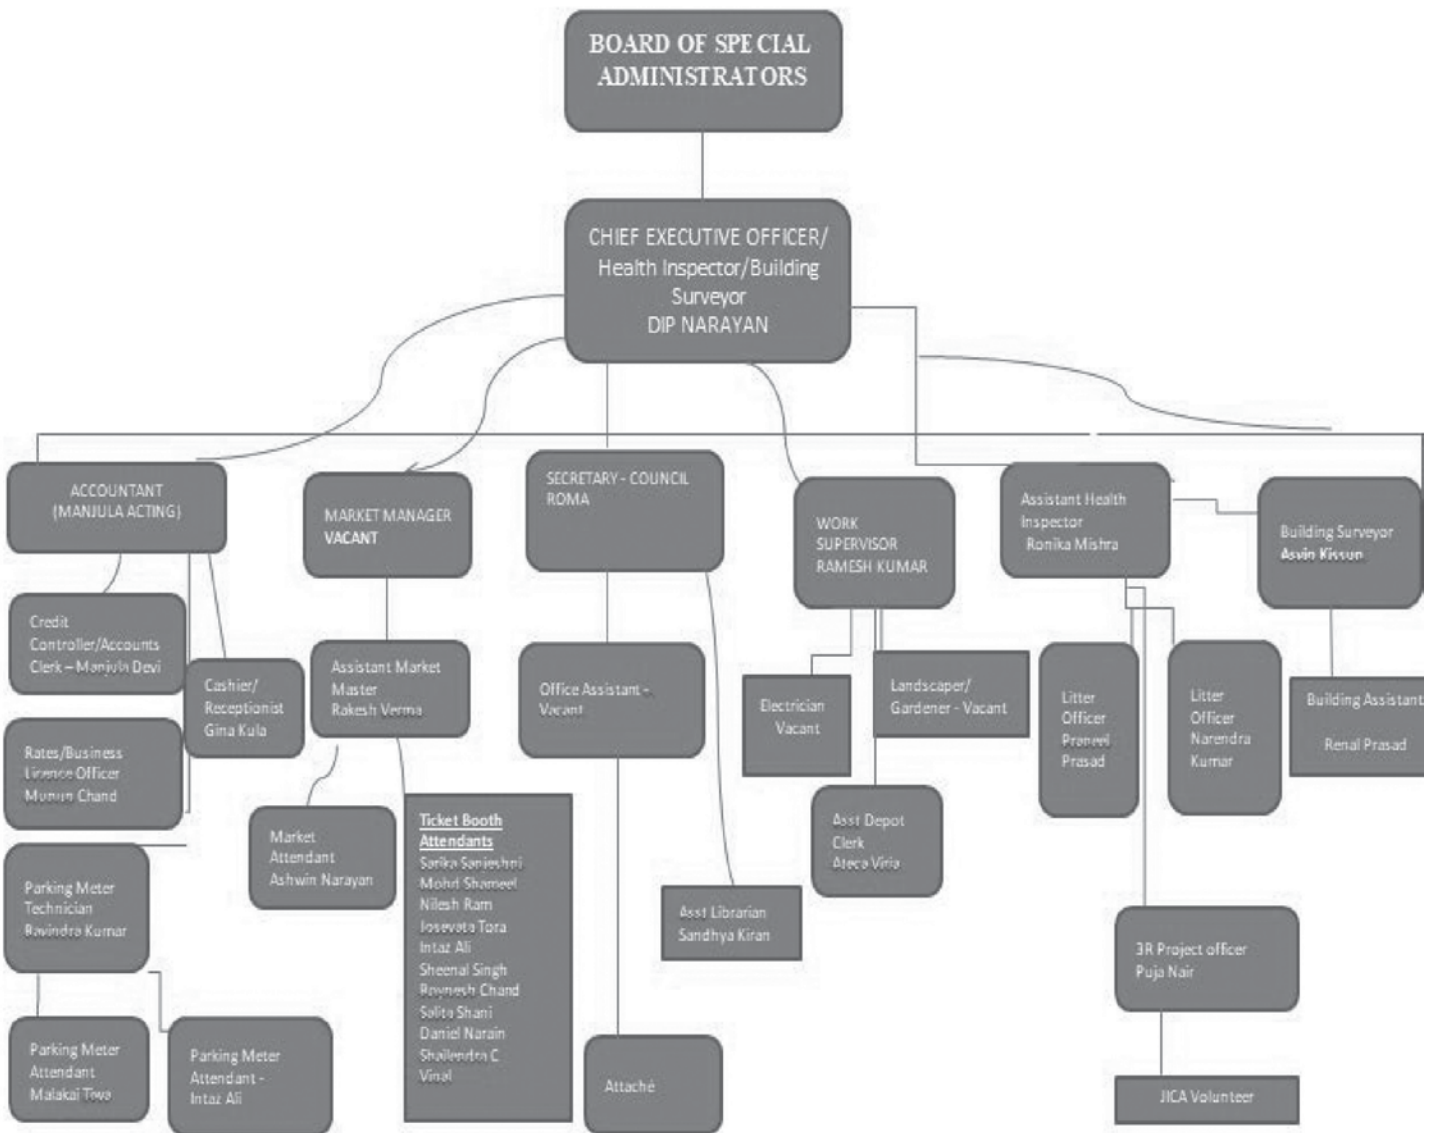 BOARD OF SPECIAL
ADMINISTRATORS
CHIEF EXECUTIVE OFFICER/
Health Inspector/Building
Surveyor
DIP NARAYAN
ACCOUNTANT
(MANJULA ACTING)
MARKET MANAGER
VACANT
SECRETARY - COUNCIL
ROMA
WORK
SUPERVISOR
RAMESH KUMAR
Assistant Health
Inspector
Ronika Mishra
Building Surveyor
Asvin Kissun
Credit
Controller/Accounts
Clerk – Manjula Devi
Cashier/
Receptionist
Gina Kula
Assistant Market
Master
Rakesh Verma
Office Assistant -
Vacant
Electrician
Vacant
Landscaper/
Gardener - Vacant
Litter
Officer
Praneel
Prasad
Litter
Officer
Narendra
Kumar
Building Assistant
Renal Prasad
Rates/Business
Licence Officer
Munun Chand
Market
Attendant
Ashwin Narayan
Ticket Booth
Attendants
Sarika Sanjeshni
Mohd Shameel
Nilesh Ram
Josevata Tora
Intaz Ali
Sheenal Singh
Roynesh Chand
Salita Shani
Daniel Narain
Shailendra C
Vinal
Asst Depot
Clerk
Ateca Viria
Asst Librarian
Sandhya Kiran
Parking Meter
Technician
Ravindra Kumar
3R Project officer
Puja Nair
Parking Meter
Attendant
Malakai Tova
Parking Meter
Attendant -
Intaz Ali
Attaché
JICA Volunteer